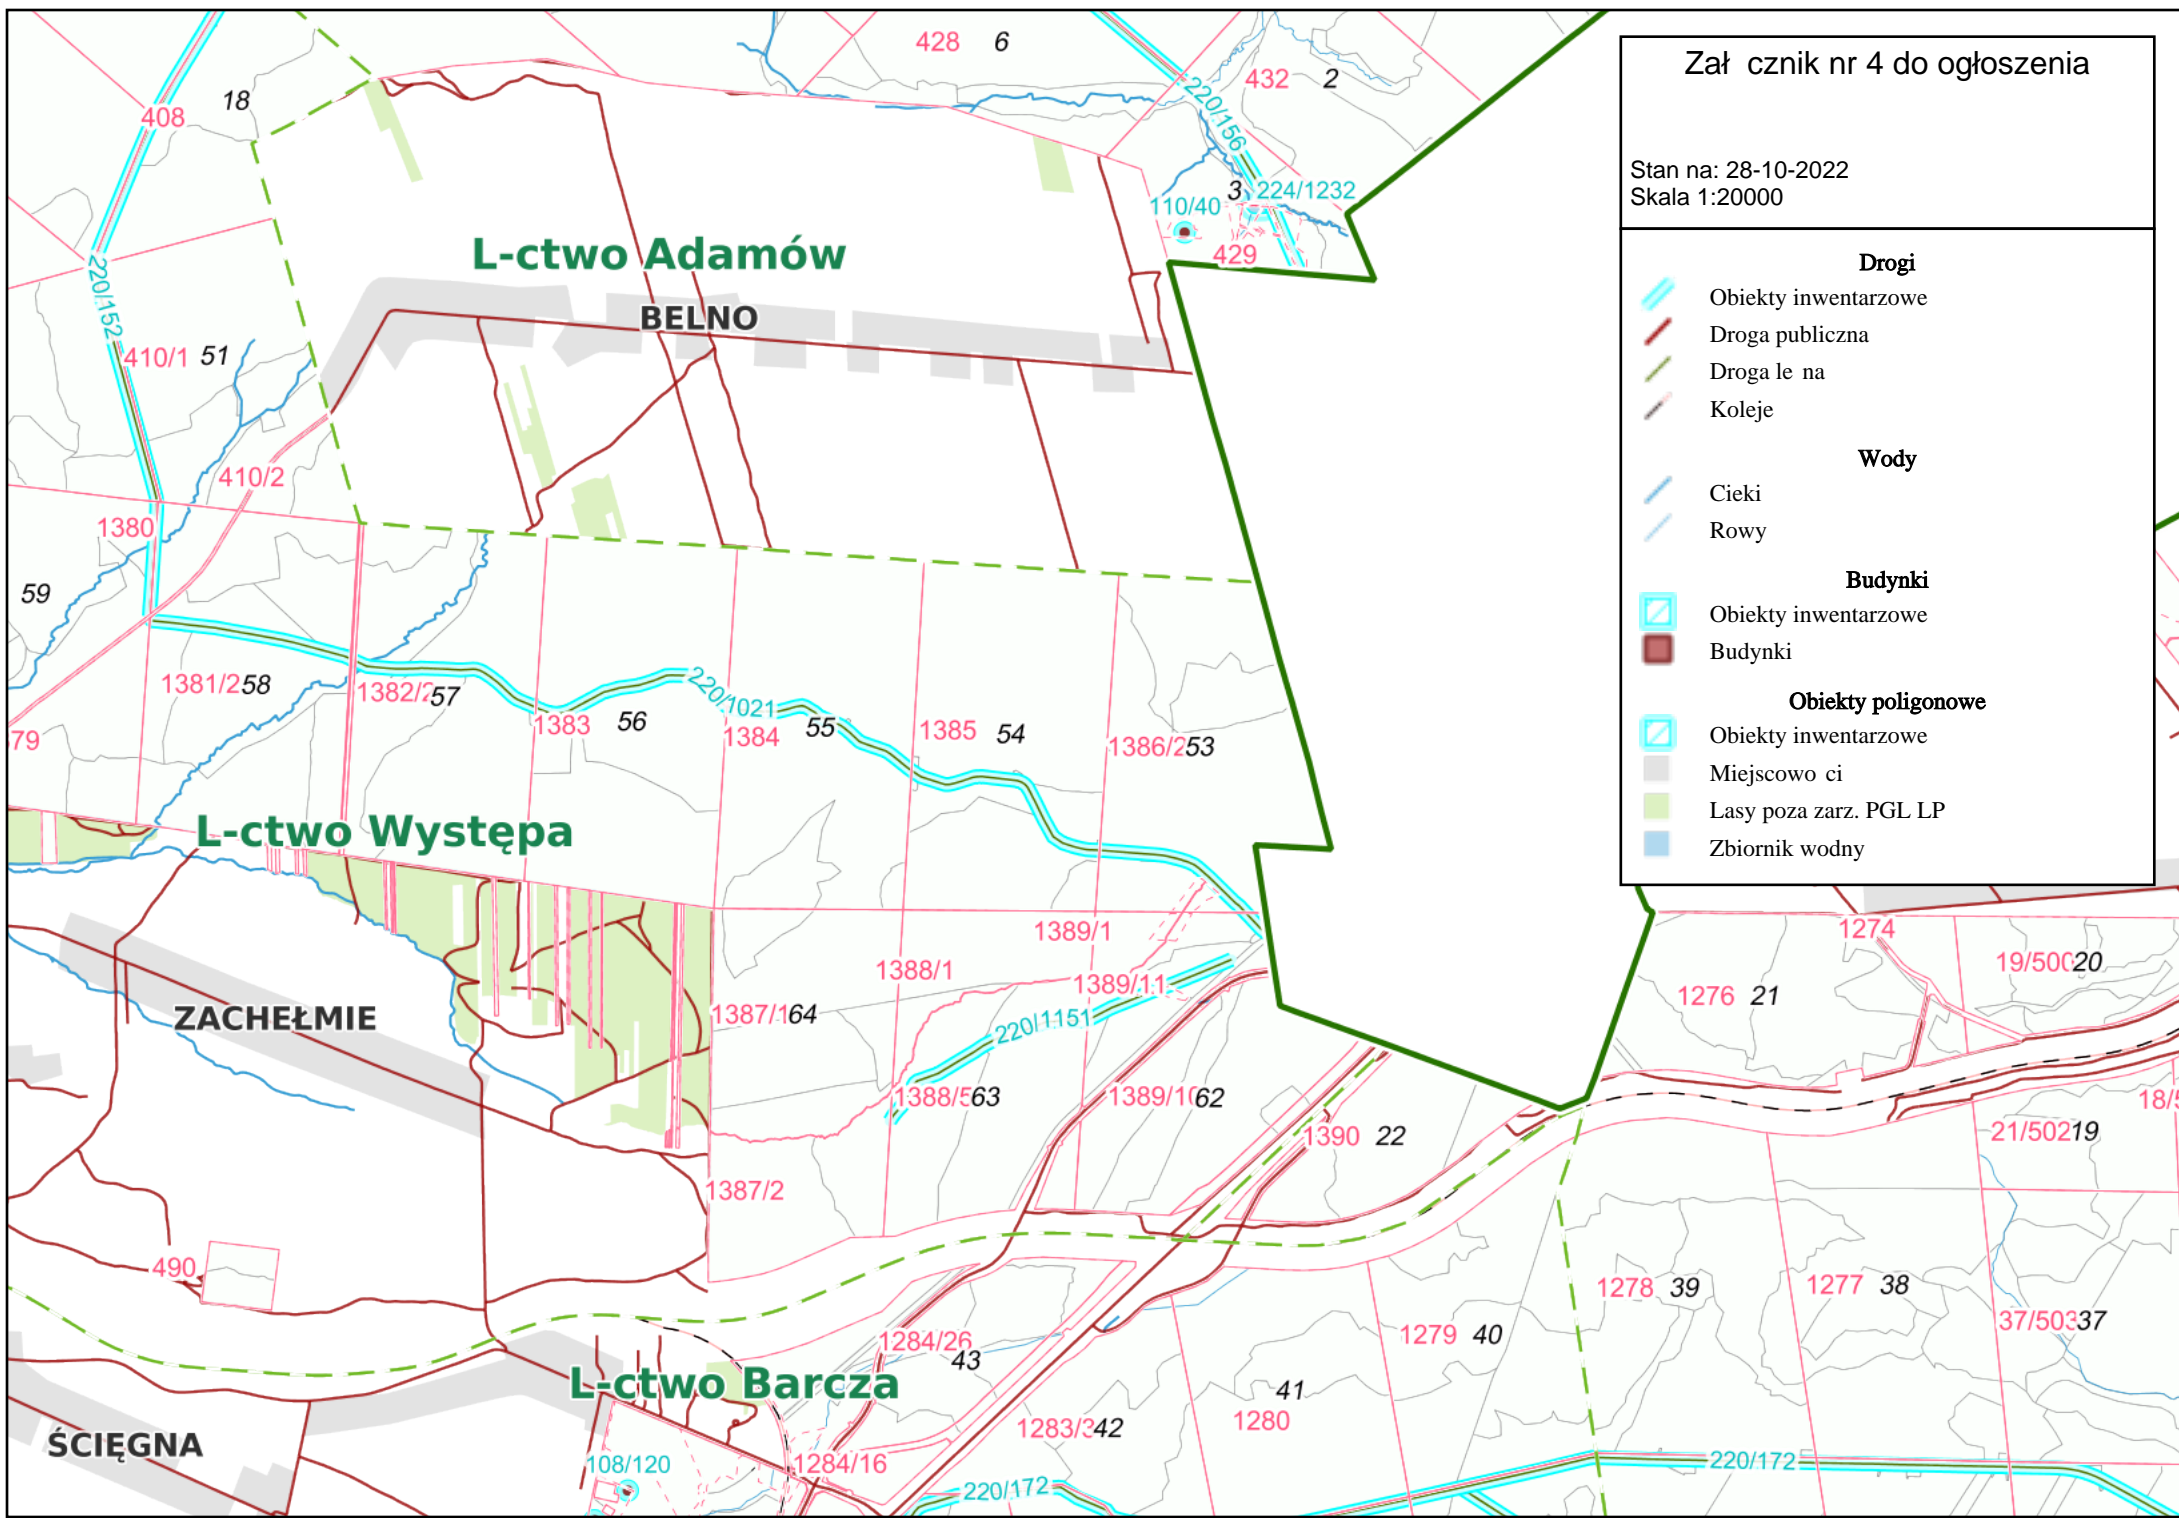 Zał cznik nr 4 do ogłoszenia
Stan na: 28-10-2022
Skala 1:20000
Drogi
Obiekty inwentarzowe
Droga publiczna
Droga le na
Koleje
Wody
Cieki
Rowy
Budynki
Obiekty inwentarzowe
Budynki
Obiekty poligonowe
Obiekty inwentarzowe
Miejscowo ci
Lasy poza zarz. PGL LP
Zbiornik wodny
428 6
432 2
18
408
220/156
3 224/1232
110/40
429
L-ctwo Adamów
BELNO
220/152
410/1 51
410/2
1380
59
1381/2 58
1382/2 57
1383 56
220/1021
1384 55
1385 54
1386/2 53
79
L-ctwo Występa
1389/1
1388/1
1389/11
1387/1 64
220/1151
1388/5 63
1389/10 62
1390 22
1387/2
ZACHEŁMIE
1274
19/500 20
1276 21
18/5
21/502 19
490
1278 39
1277 38
37/503 37
1279 40
1284/26
43
41
1280
1283/3 42
L-ctwo Barcza
ŚCIĘGNA
108/120
1284/16
220/172
220/172